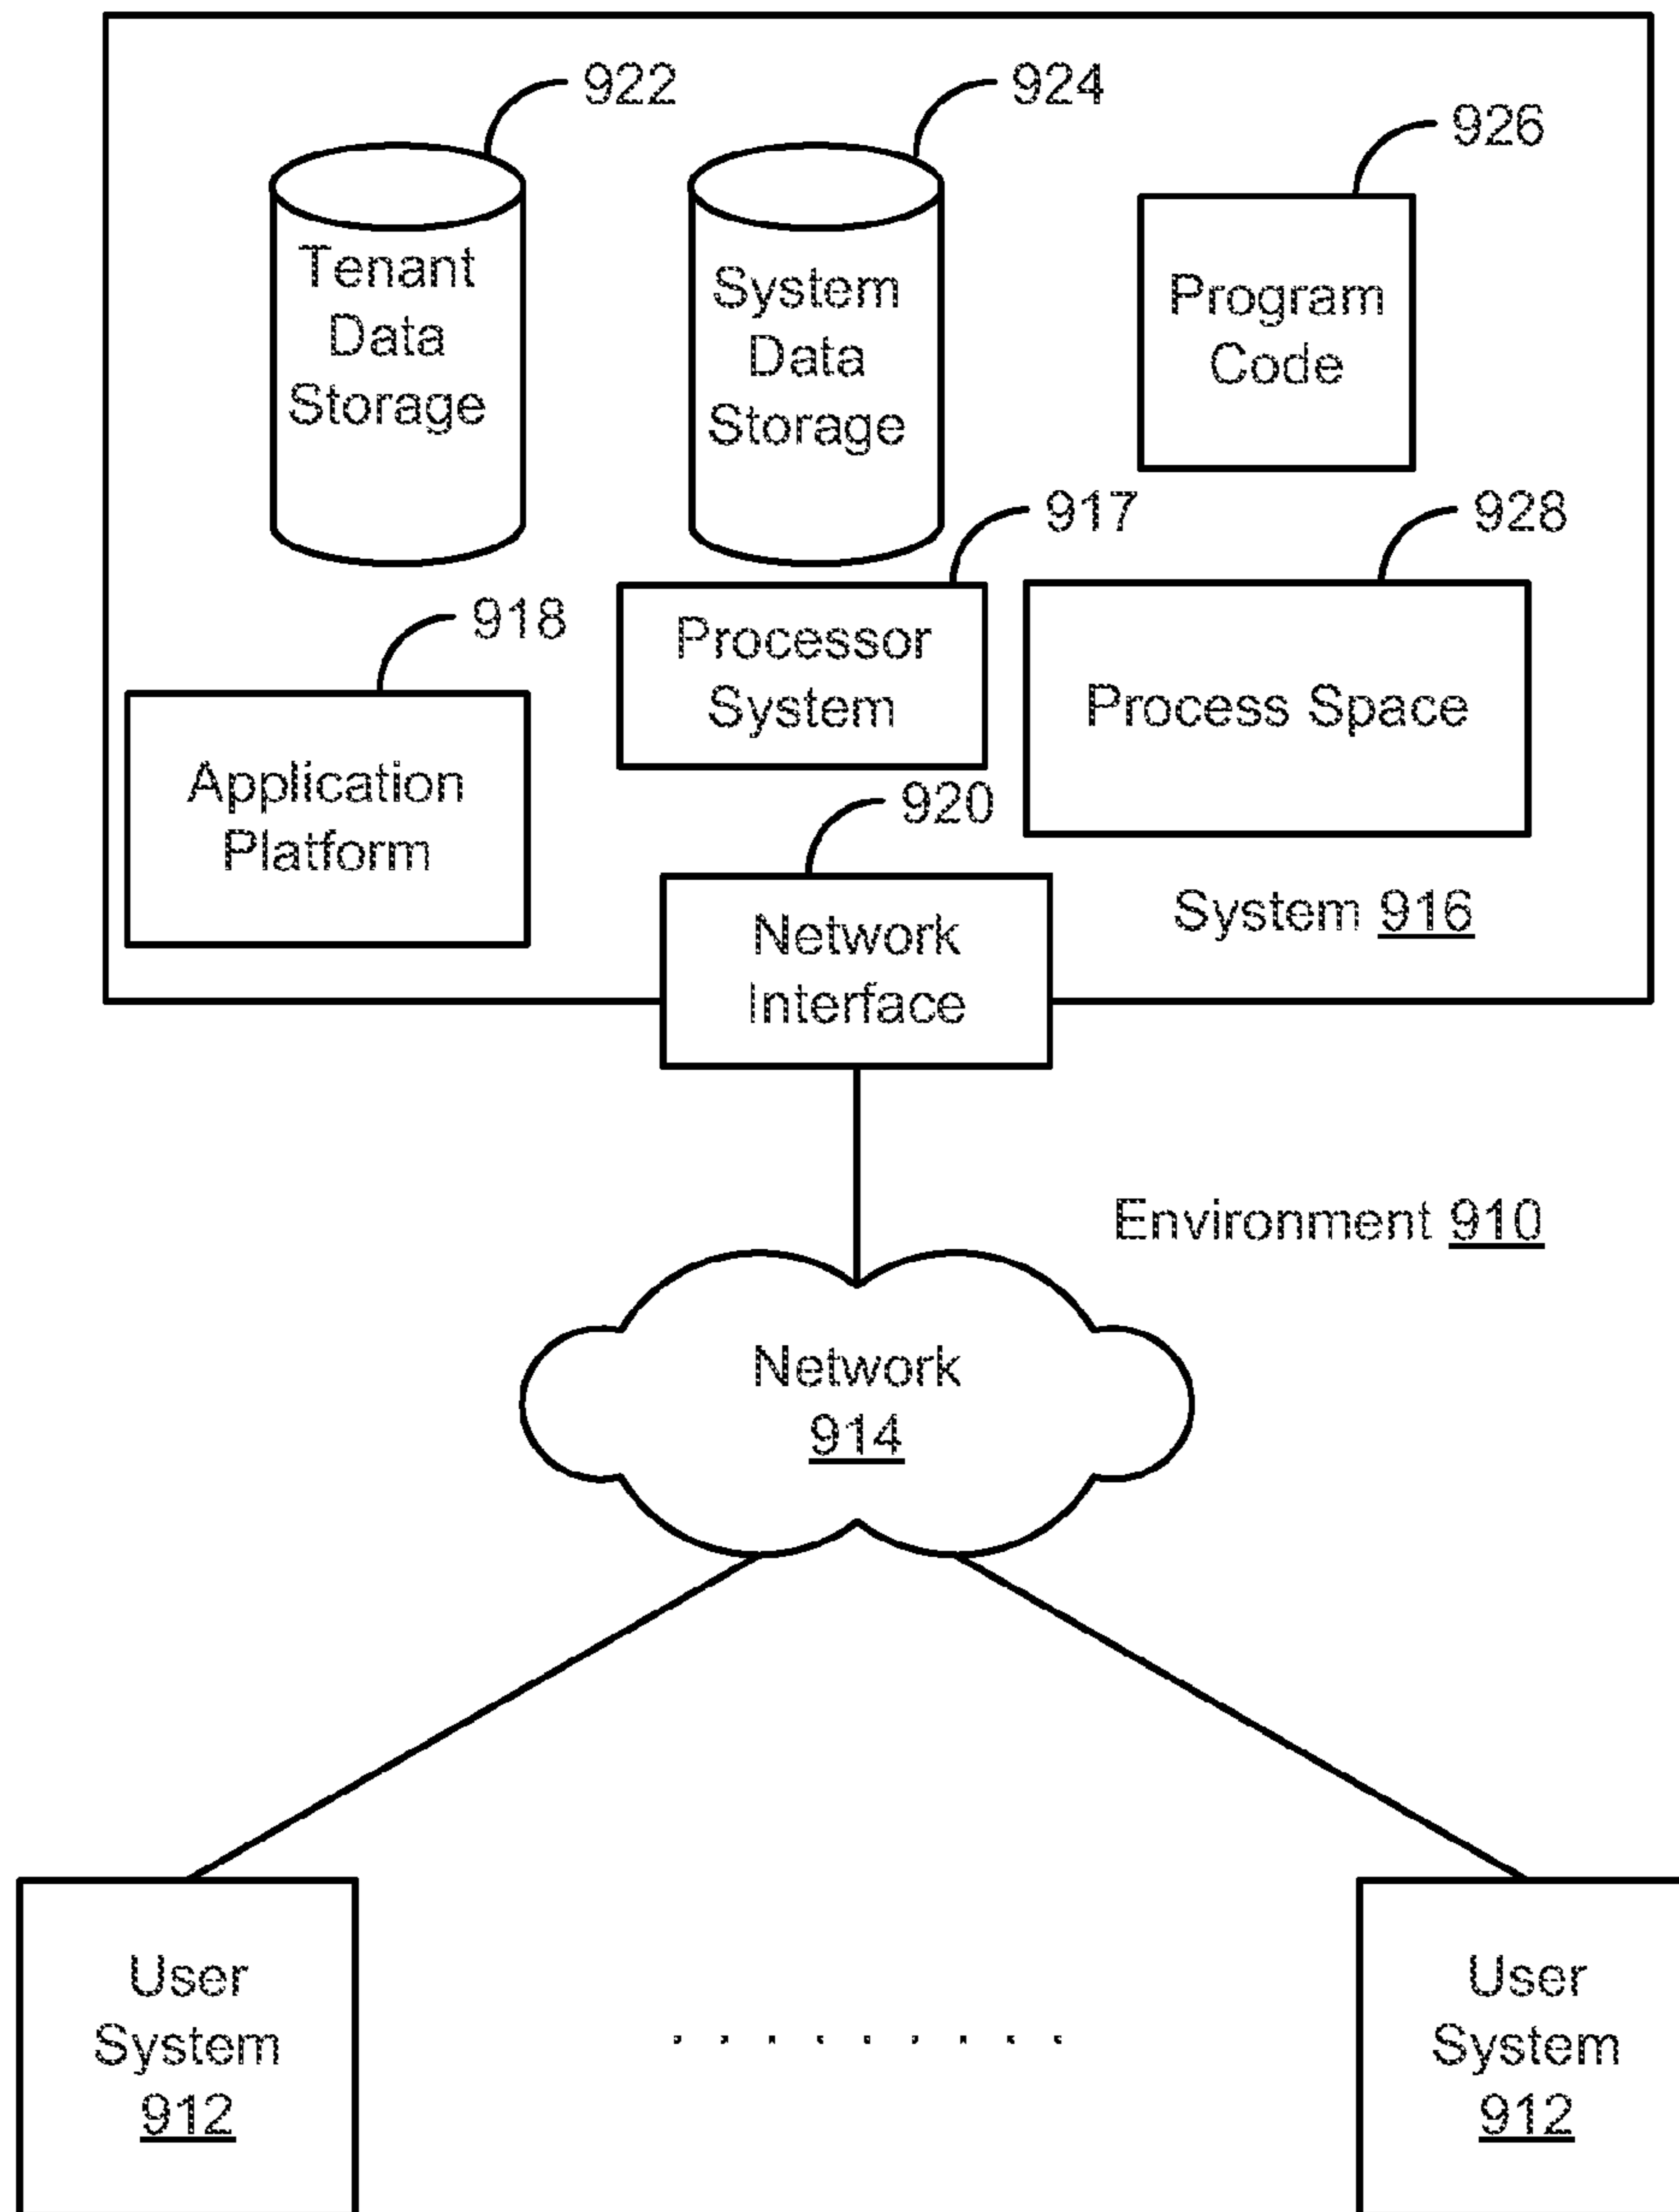 922
924
926
Tenant
Data
Storage
System
Data
Storage
Program
Code
917
928
918
Processor
System
Process Space
Application
Platform
920
Network
Interface
System 916
Environment 910
Network
914
User
System
912
.........
User
System
912